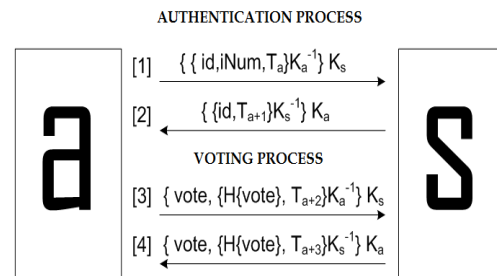 AUTHENTICATION PROCESS
a
s
[1] { { id,iNum,Tₐ}Kₐ⁻¹} Kₛ
[2] { {id,Tₐ₊₁}Kₛ⁻¹} Kₐ
VOTING PROCESS
[3] { vote, {H{vote}, Tₐ₊₂}Kₐ⁻¹} Kₛ
[4] { vote, {H{vote}, Tₐ₊₃}Kₛ⁻¹} Kₐ